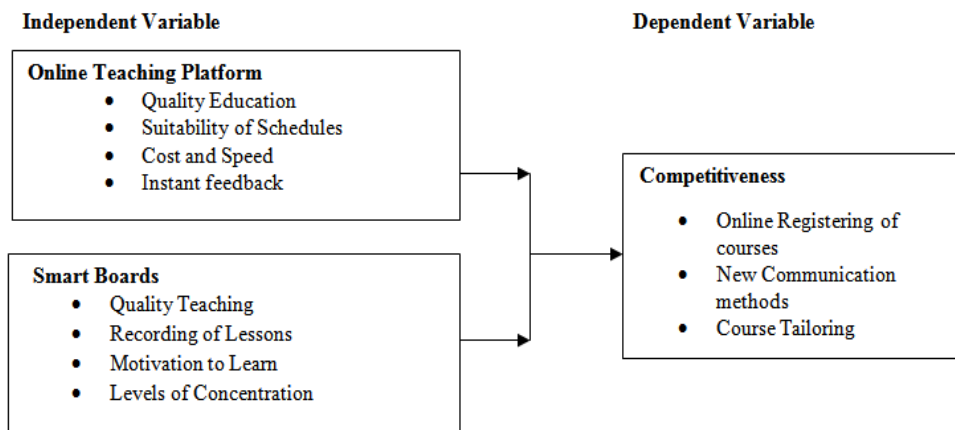 Independent Variable
Dependent Variable
Online Teaching Platform
• Quality Education
• Suitability of Schedules
• Cost and Speed
• Instant feedback
Smart Boards
• Quality Teaching
• Recording of Lessons
• Motivation to Learn
• Levels of Concentration
Competitiveness
• Online Registering of
courses
• New Communication
methods
• Course Tailoring